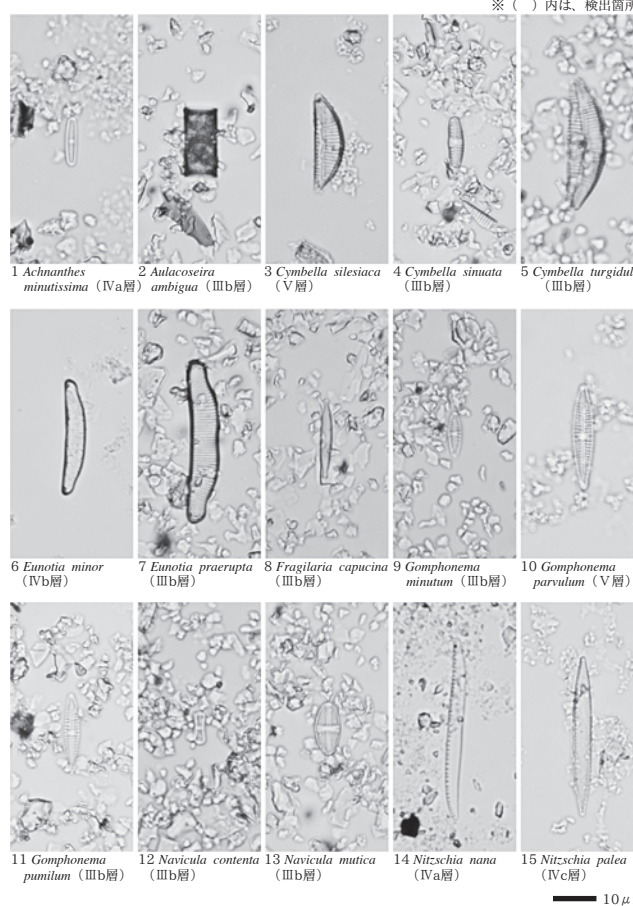 ※（　）内は、検出箇所
1 Achnanthes
minutissima（Ⅳa層）
2 Aulacoseira
ambigua（Ⅲb層）
3 Cymbella silesiaca
（Ⅴ層）
4 Cymbella sinuata
（Ⅲb層）
5 Cymbella turgidul
（Ⅲb層）
6 Eunotia minor
（Ⅳb層）
7 Eunotia praerupta
（Ⅲb層）
8 Fragilaria capucina
（Ⅲb層）
9 Gomphonema
minutum（Ⅲb層）
10 Gomphonema
parvulum（Ⅴ層）
11 Gomphonema
pumilum（Ⅲb層）
12 Navicula contenta
（Ⅲb層）
13 Navicula mutica
（Ⅲb層）
14 Nitzschia nana
（Ⅳa層）
15 Nitzschia palea
（Ⅳc層）
10μ